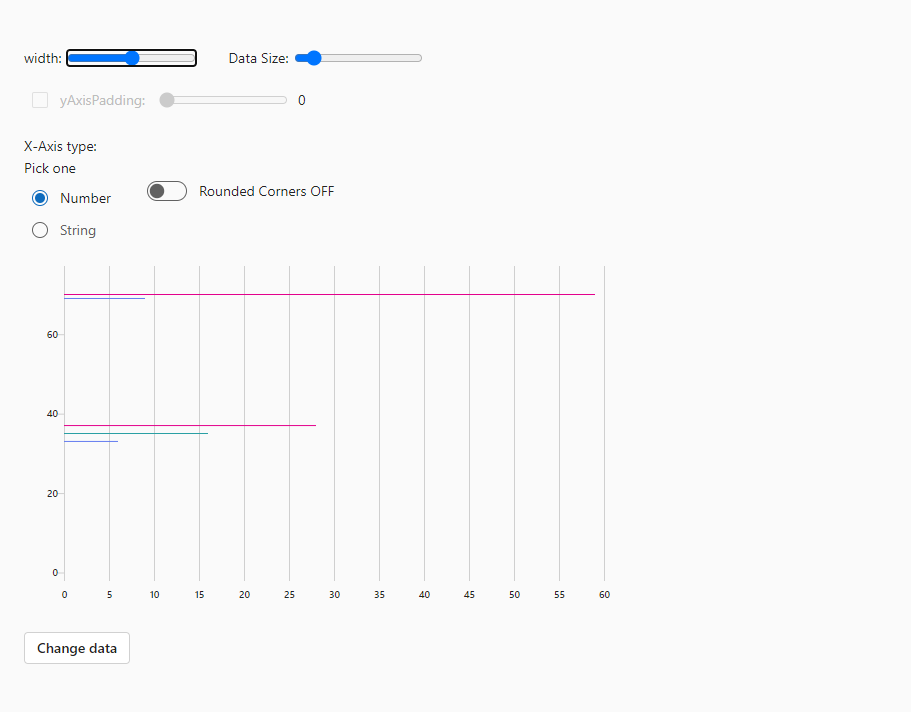 width: Data Size:
yAxisPadding: 0
X-Axis type:
Pick one
Number
Rounded Corners OFF
String
60
40
20
0
0 5 10 15 20 25 30 35 40 45 50 55 60
Change data